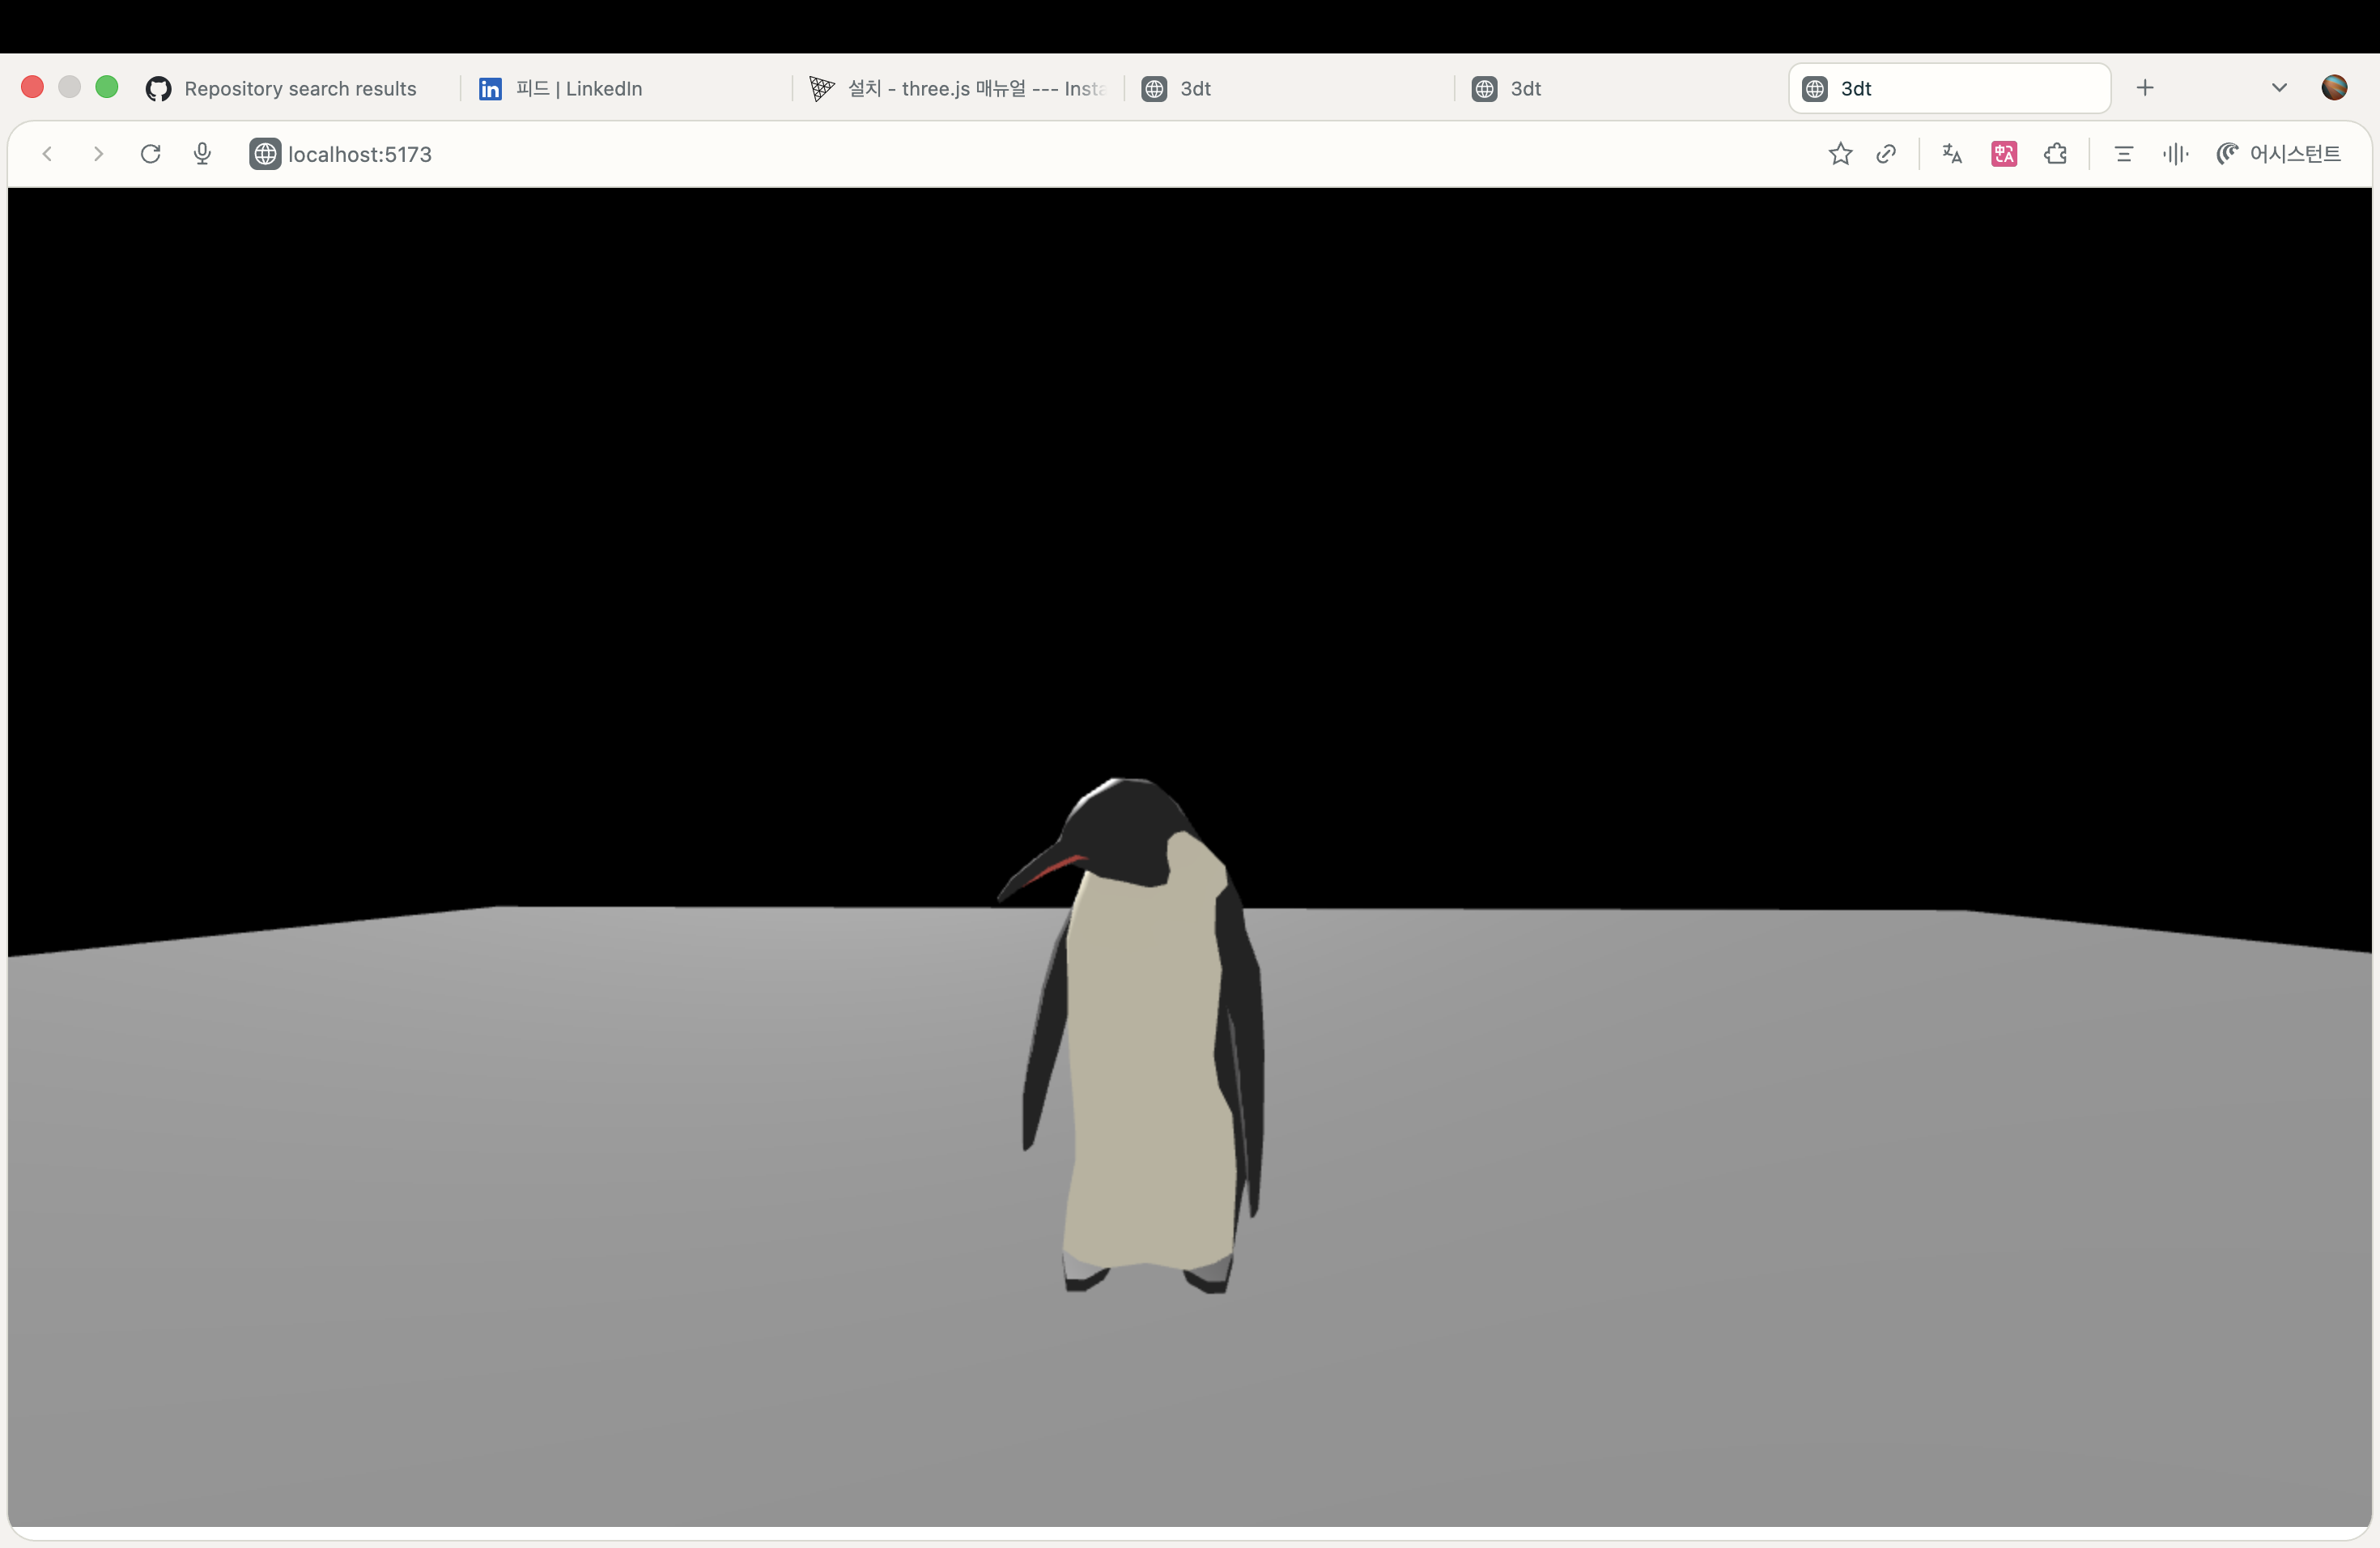 Repository search results
피드 | LinkedIn
설치 - three.js 매뉴얼 --- Insta
3dt
3dt
3dt
localhost:5173
어시스턴트